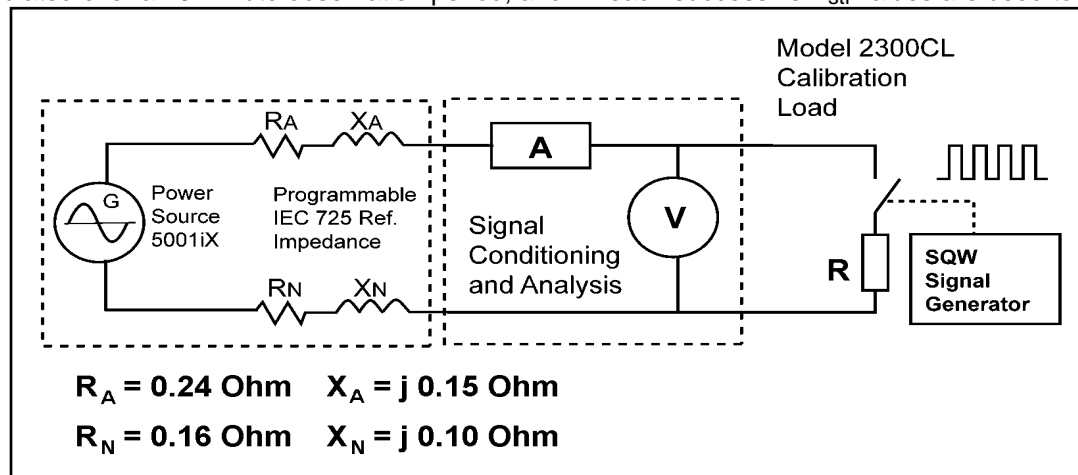 Model 2300CL
Calibration
Load
RA XA
A
G
Power
Source
5001iX
Programmable
IEC 725 Ref.
Impedance
V
Signal
Conditioning
and Analysis
R
SQW
Signal
Generator
RN XN
RA = 0.24 Ohm XA = j 0.15 Ohm
RN = 0.16 Ohm XN = j 0.10 Ohm